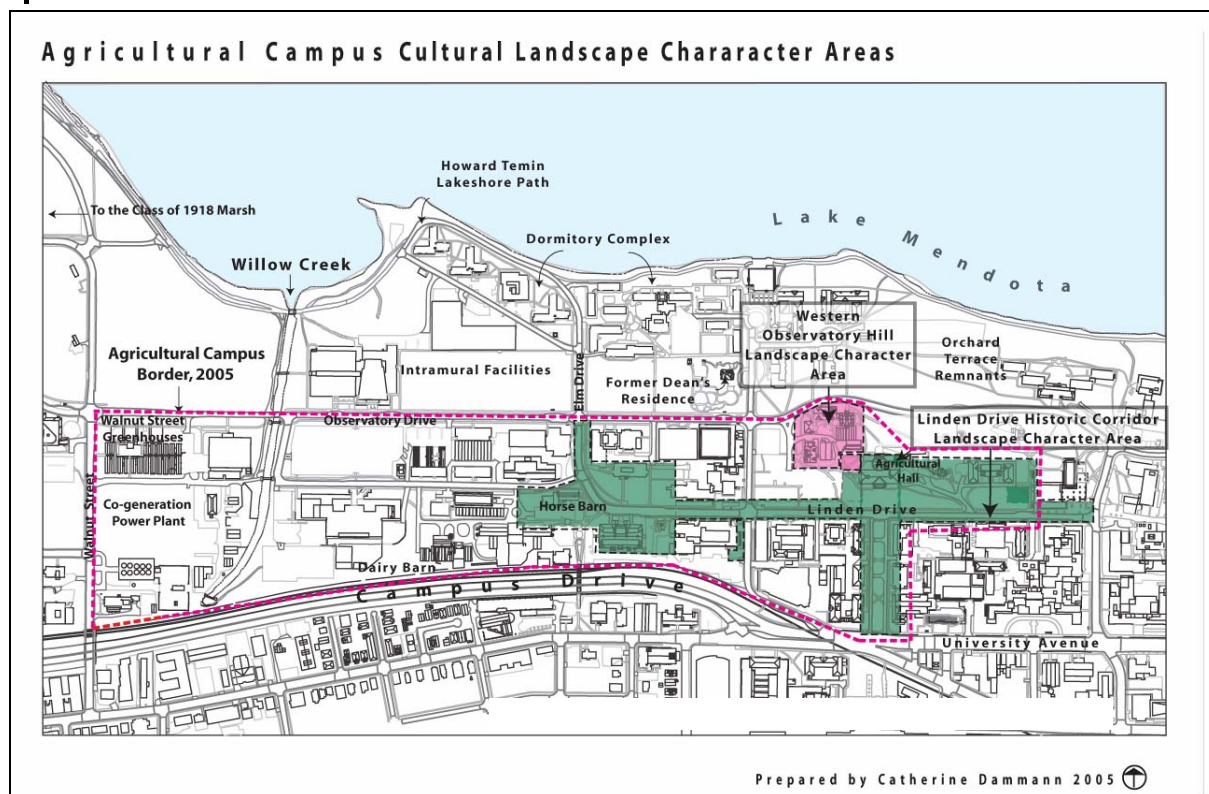 Agricultural Campus Cultural Landscape Chararacter Areas
Howard Temin
Lakeshore Path
To the Class of 1918 Marsh
Dormitory Complex
Lake Mendota
Willow Creek
Western
Observatory Hill
Landscape Character
Area
Orchard
Terrace
Remnants
Agricultural Campus
Border, 2005
Intramural Facilities
Elm Drive
Former Dean's
Residence
Walnut Street
Greenhouses
Observatory Drive
Linden Drive Historic Corridor
Landscape Character Area
Agricultural
Hall
Walnut Street
Co-generation
Power Plant
Horse Barn
Linden Drive
Dairy Barn
Campus Drive
University Avenue
Prepared by Catherine Dammann 2005